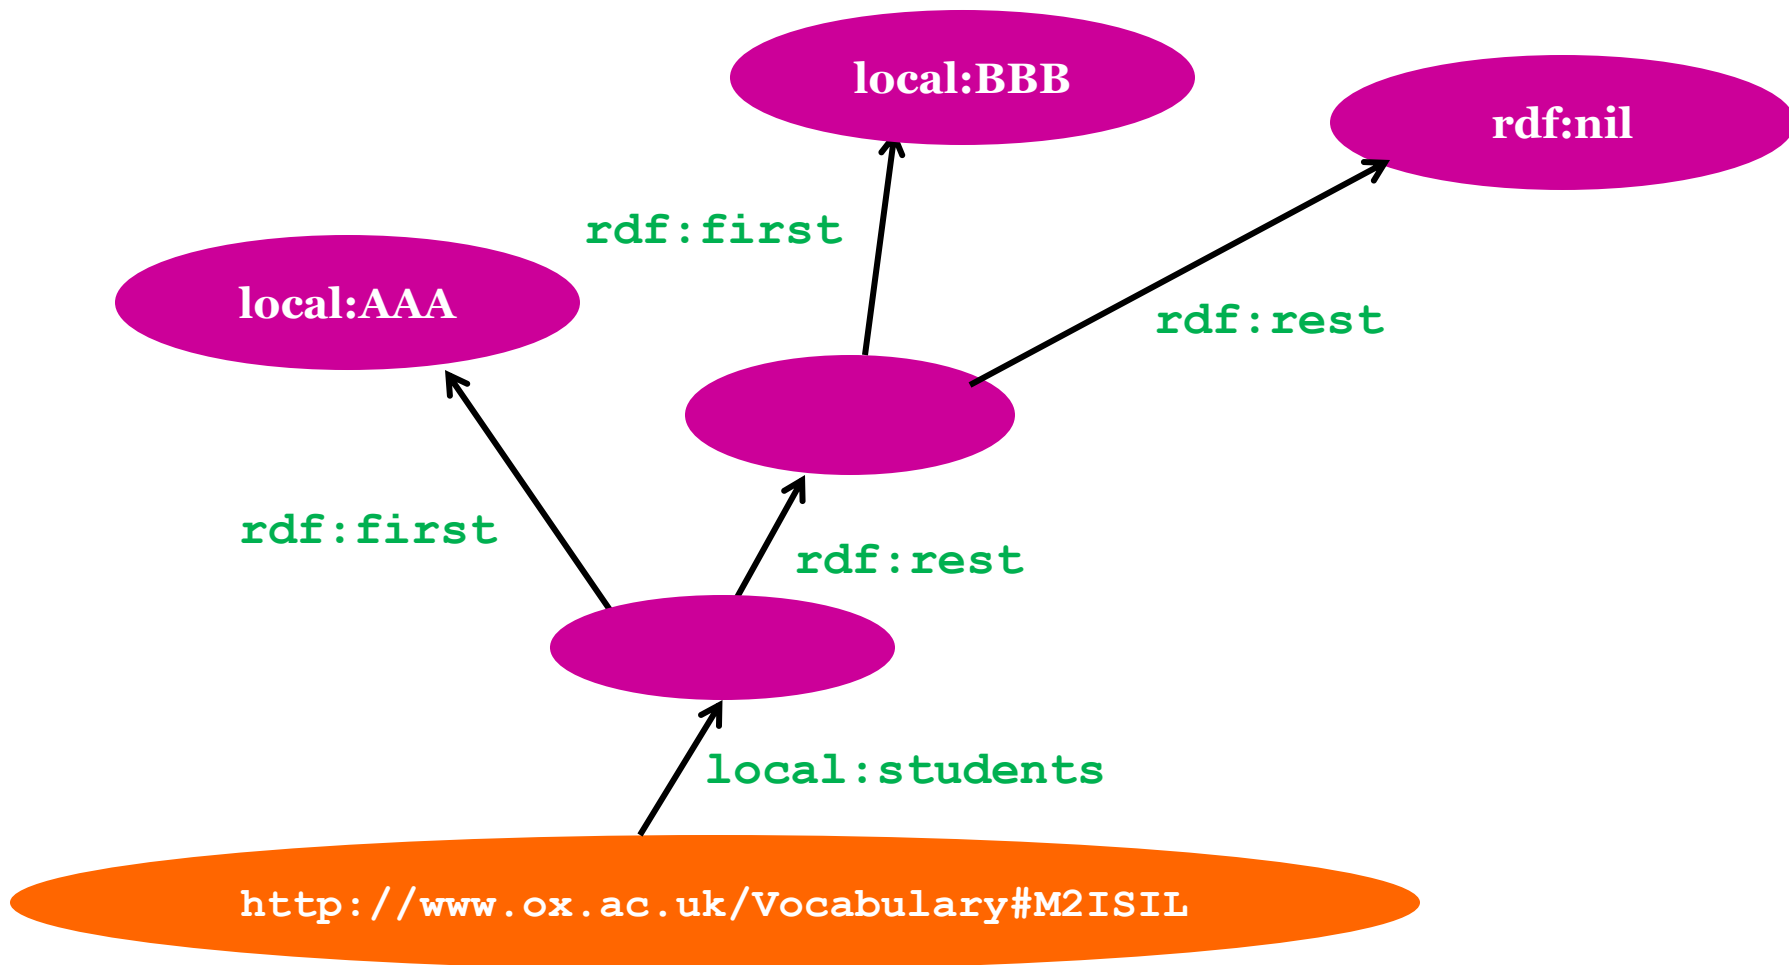 local:BBB
rdf:nil
rdf:first
local:AAA
rdf:rest
rdf:first
rdf:rest
local:students
http://www.ox.ac.uk/Vocabulary#M2ISIL